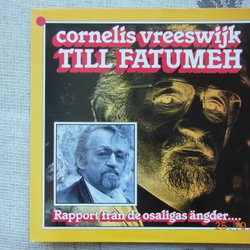 cornelis vreeswijk
TILL FATUMEH
Rapport från de osaligas ängder....